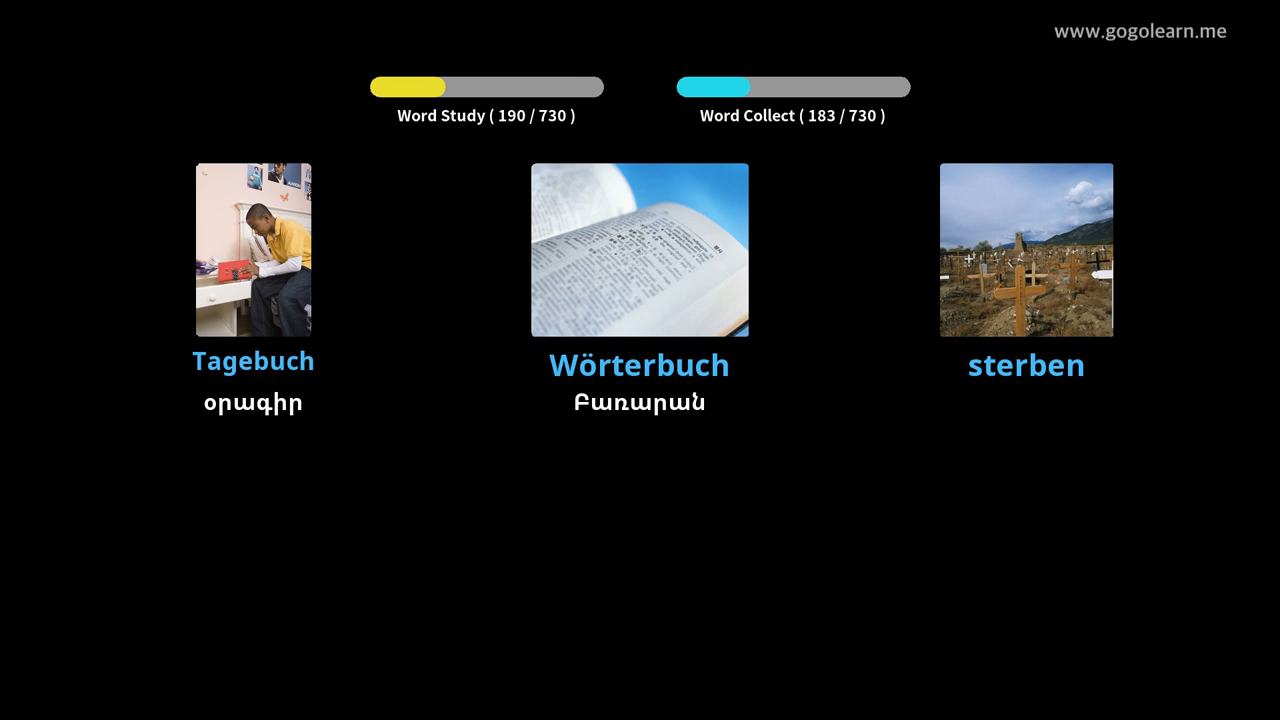 www.gogolearn.me
Word Study ( 190 / 730 )
Word Collect ( 183 / 730 )
Tagebuch
Wörterbuch
sterben
օրագիր
Բառարան